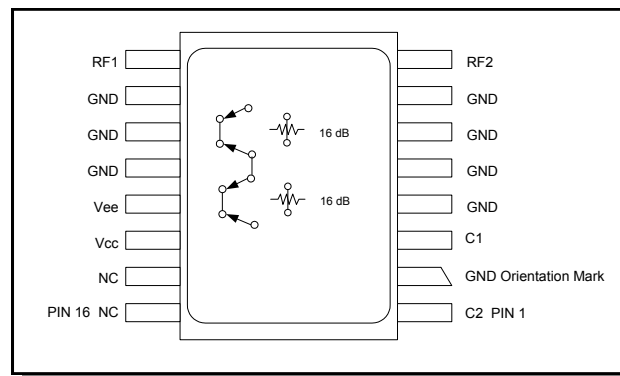 RF1
RF2
GND
GND
GND
16 dB
GND
GND
GND
Vee
16 dB
GND
Vcc
C1
NC
GND Orientation Mark
PIN 16 NC
C2 PIN 1